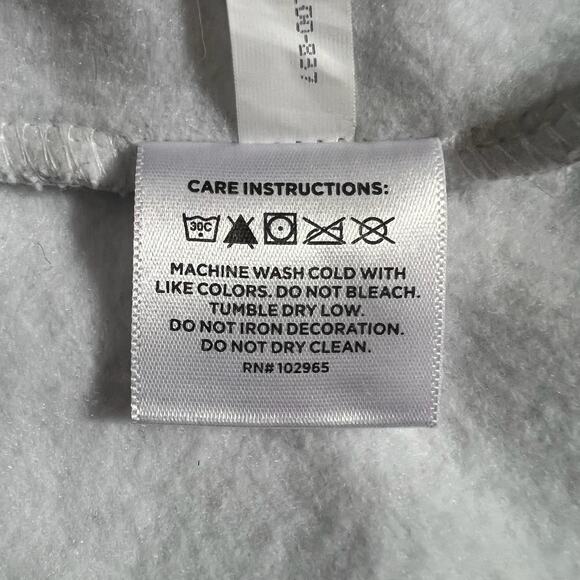 CARE INSTRUCTIONS:
30C
MACHINE WASH COLD WITH
LIKE COLORS. DO NOT BLEACH.
TUMBLE DRY LOW.
DO NOT IRON DECORATION.
DO NOT DRY CLEAN.
RN# 102965